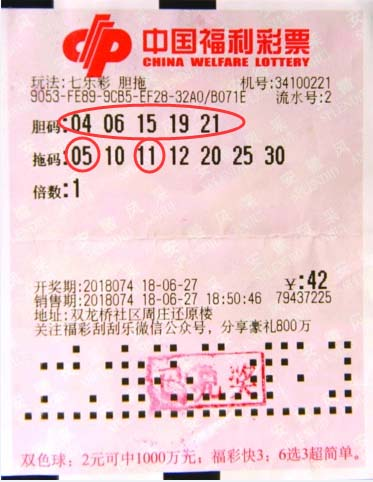 中国福利彩票
CHINA WELFARE LOTTERY
玩法:七乐彩 胆拖 机号:34100221
9053-FE89-9CB5-EF28-32A0/B071E 流水号:2
胆码:04 06 15 19 21
拖码:05 10 11 12 20 25 30
倍数:1
开奖期:2018074 18-06-27 ¥:42
销售期:2018074 18-06-27 18:50:46 79437225
地址:双龙桥社区周庄还原楼
关注福彩刮刮乐微信公众号，分享豪礼800万
已兑奖
双色球：2元可中1000万元，福彩快3；6选3超简单。